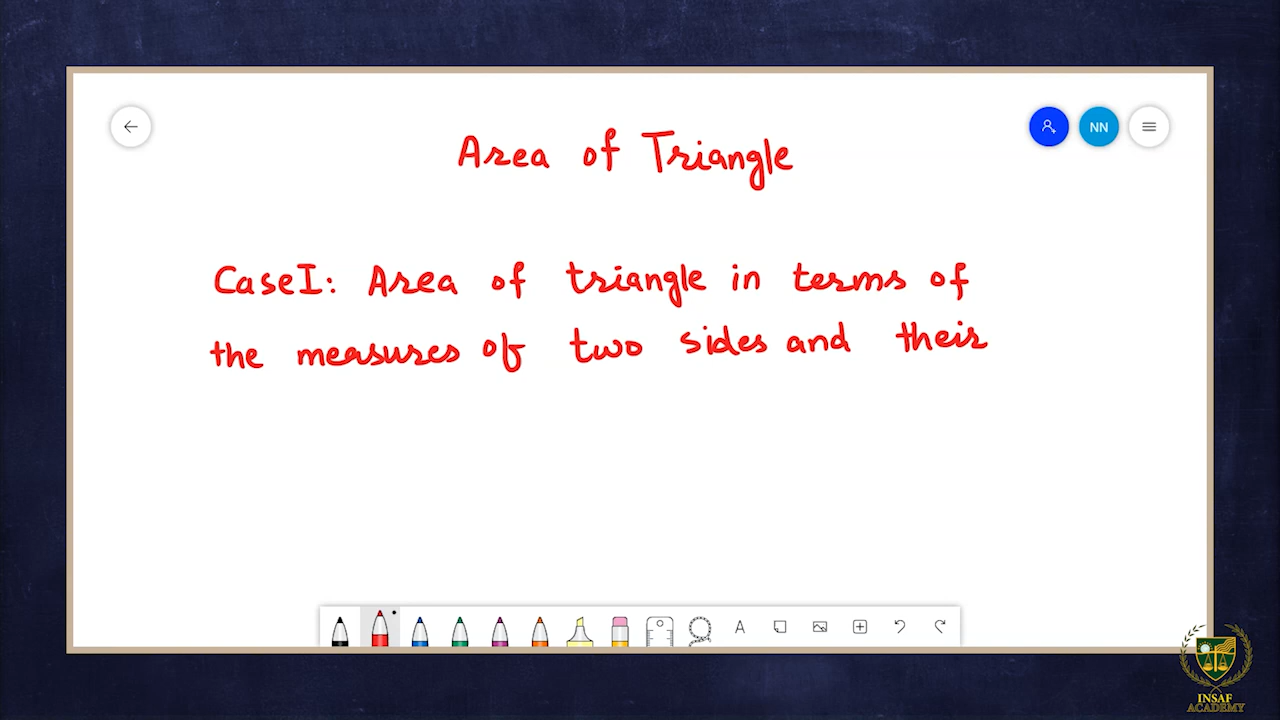 NN
Area of Triangle
Case I: Area of triangle in terms of
the measures of two sides and their
A
INSAF
ACADEMY